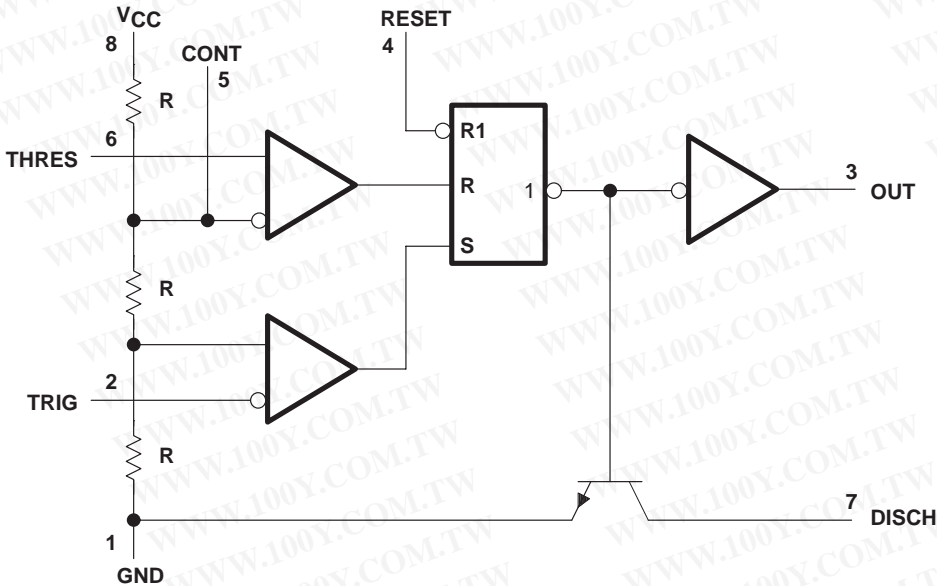 VCC
8
RESET
4
CONT
5
R
6
THRES
R1
R
S
1
3
OUT
R
2
TRIG
R
7
DISCH
1
GND
WWW.100Y.COM.TW